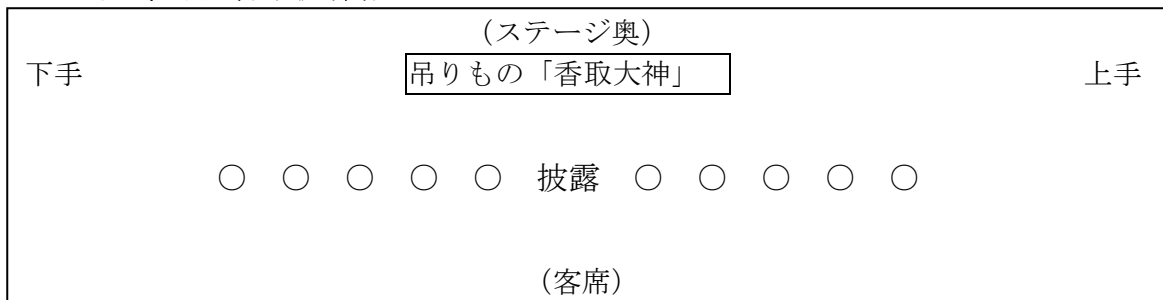 (ステージ奥)
下手 吊りもの「香取大神」 上手
○ ○ ○ ○ ○ 披露 ○ ○ ○ ○ ○
(客席)